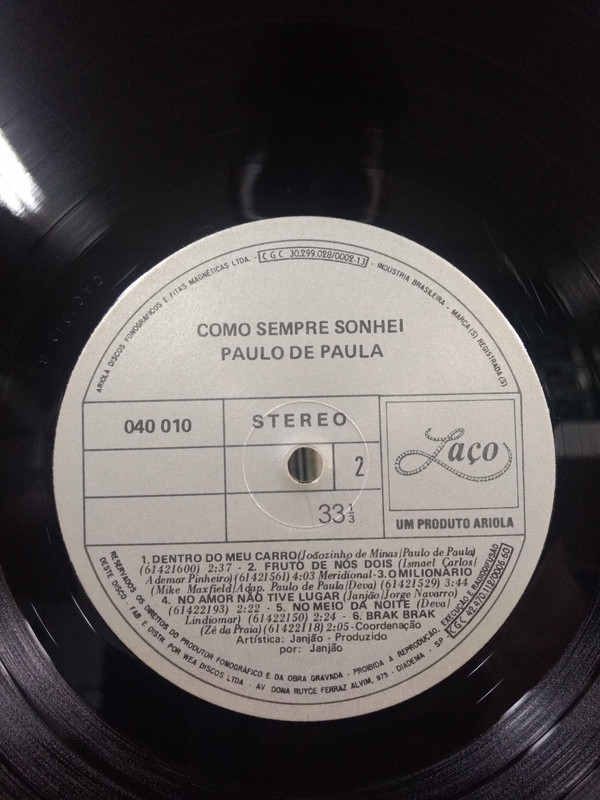 ARIOLA DISCOS FONOGRÁFICOS E FITAS MAGNÉTICAS LTDA. - CGC 30.299.028/0002-13 - INDÚSTRIA BRASILEIRA - MARCA(S) REGISTRADA(S)
COMO SEMPRE SONHEI
PAULO DE PAULA
040 010
STEREO
2
33⅓
Laço
UM PRODUTO ARIOLA
1. DENTRO DO MEU CARRO (Joãozinho de Minas/Paulo de Paula)
(61421600) 2:37 - 2. FRUTO DE NÓS DOIS (Ismael Carlos/
Ademar Pinheiro) (61421561) 4:03 Meridional - 3. O MILIONÁRIO
(Mike Maxfield/Adap. Paulo de Paula/Deva) (61421529) 3:44
4. NO AMOR NÃO TIVE LUGAR (Janjão/Jorge Navarro)
(61422193) 2:22 - 5. NO MEIO DA NOITE (Deva/
Lindiomar) (61422150) 2:24 - 6. BRAK BRAK
(Zé da Praia) (61422118) 2:05 - Coordenação
Artística: Janjão - Produzido
por: Janjão
RESERVADOS OS DIREITOS DO PRODUTOR FONOGRÁFICO E DA OBRA GRAVADA - PROIBIDA A REPRODUÇÃO, EXECUÇÃO E RADIODIFUSÃO
DESTE DISCO - FAB. E DISTR. POR WEA DISCOS LTDA - AV. DONA RUYCE FERRAZ ALVIM, 975 - DIADEMA - SP CGC 42.470.112/0006-60